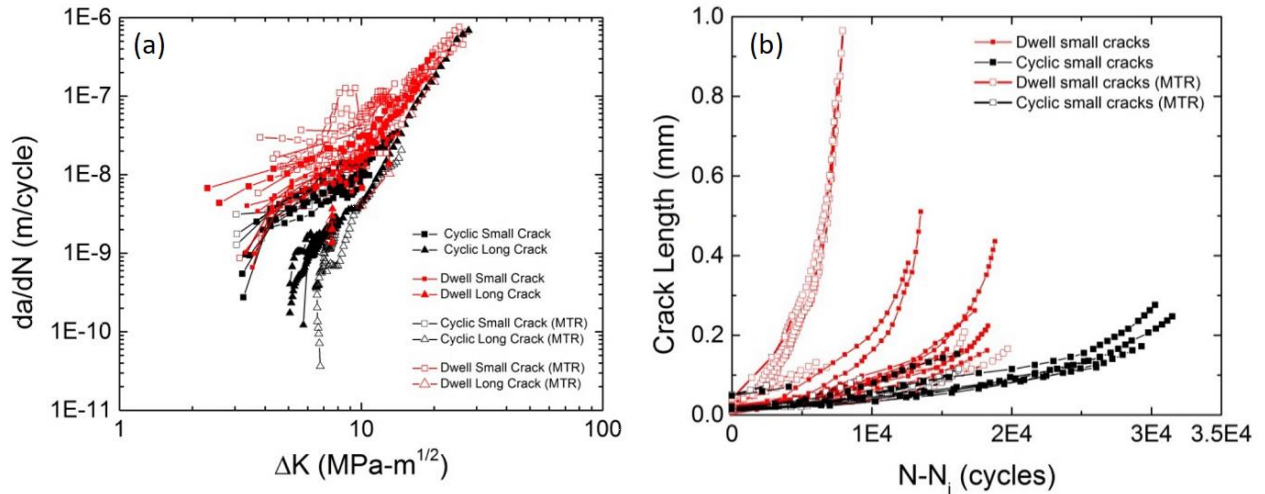 (a)
da/dN (m/cycle)
1E-6
1E-7
1E-8
1E-9
1E-10
1E-11
Cyclic Small Crack
Cyclic Long Crack
Dwell Small Crack
Dwell Long Crack
Cyclic Small Crack (MTR)
Cyclic Long Crack (MTR)
Dwell Small Crack (MTR)
Dwell Long Crack (MTR)
1 10 100
ΔK (MPa-m^1/2)
(b)
Crack Length (mm)
1.0
0.8
0.6
0.4
0.2
0.0
Dwell small cracks
Cyclic small cracks
Dwell small cracks (MTR)
Cyclic small cracks (MTR)
0 1E4 2E4 3E4 3.5E4
N-Ni (cycles)